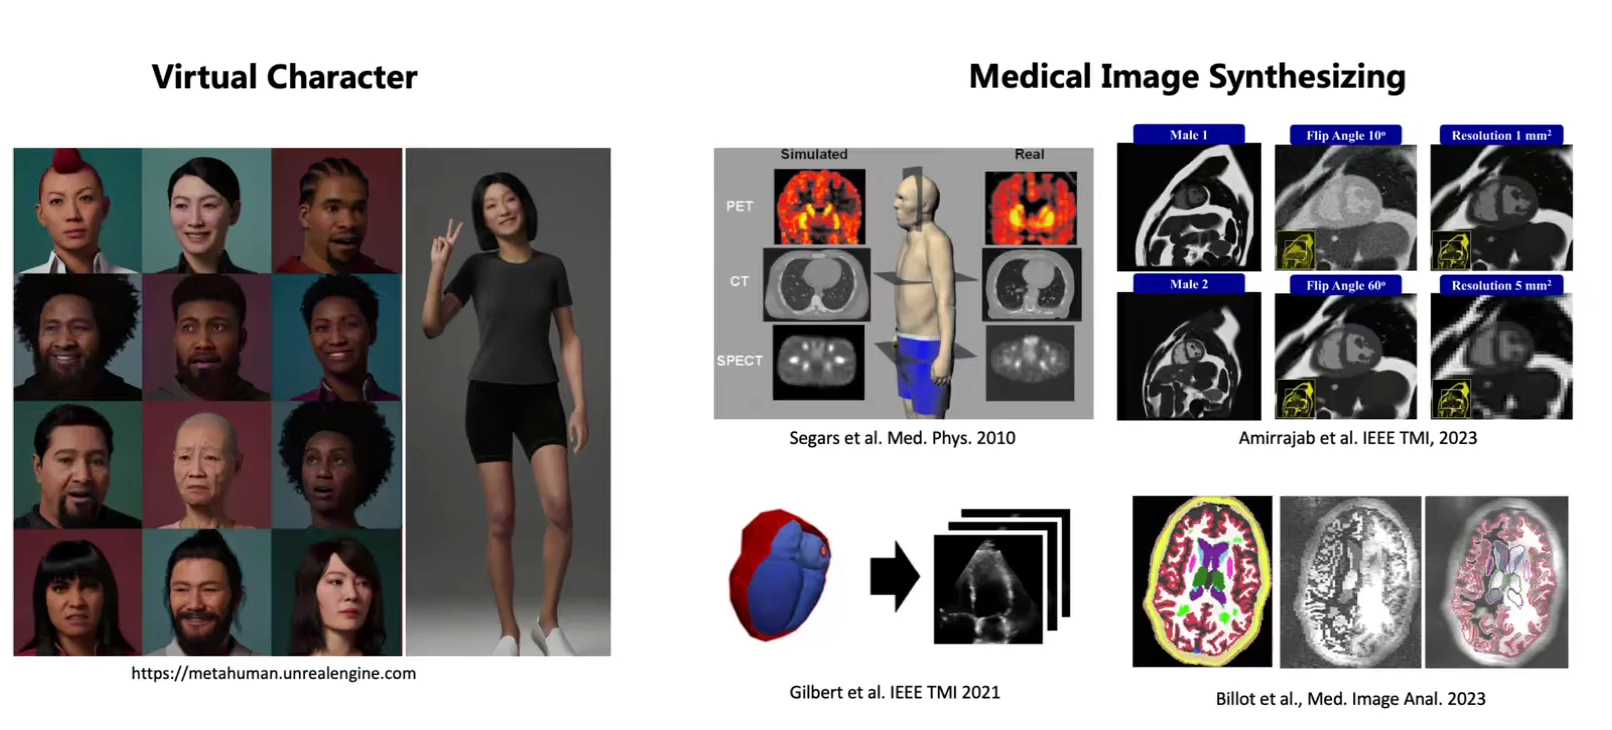 Virtual Character
https://metahuman.unrealengine.com
Medical Image Synthesizing
Simulated
Real
PET
CT
SPECT
Segars et al. Med. Phys. 2010
Male 1
Flip Angle 10°
Resolution 1 mm²
Male 2
Flip Angle 60°
Resolution 5 mm²
Amirrajab et al. IEEE TMI, 2023
Gilbert et al. IEEE TMI 2021
Billot et al., Med. Image Anal. 2023